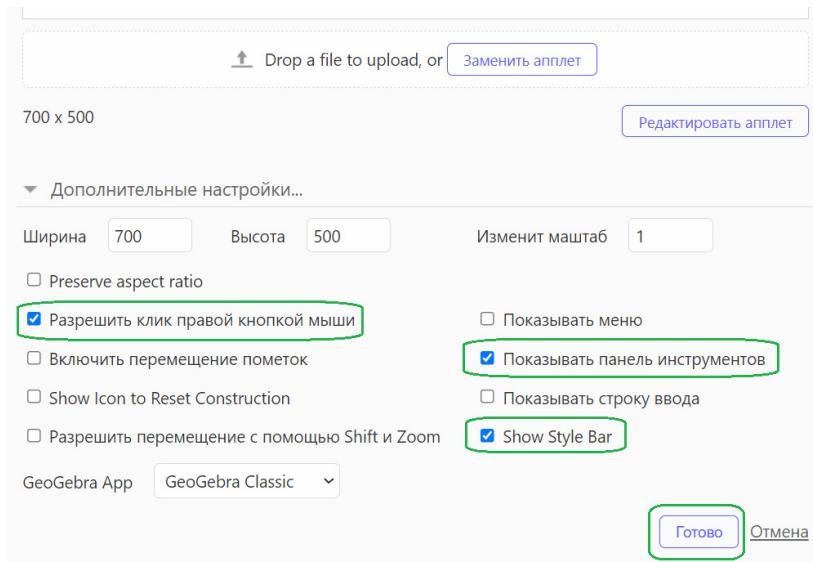 Drop a file to upload, or Заменить апплет
700 x 500
Редактировать апплет
Дополнительные настройки...
Ширина 700 Высота 500 Изменит маштаб 1
Preserve aspect ratio
Разрешить клик правой кнопкой мыши Показывать меню
Включить перемещение пометок Показывать панель инструментов
Show Icon to Reset Construction Показывать строку ввода
Разрешить перемещение с помощью Shift и Zoom Show Style Bar
GeoGebra App GeoGebra Classic
Готово Отмена